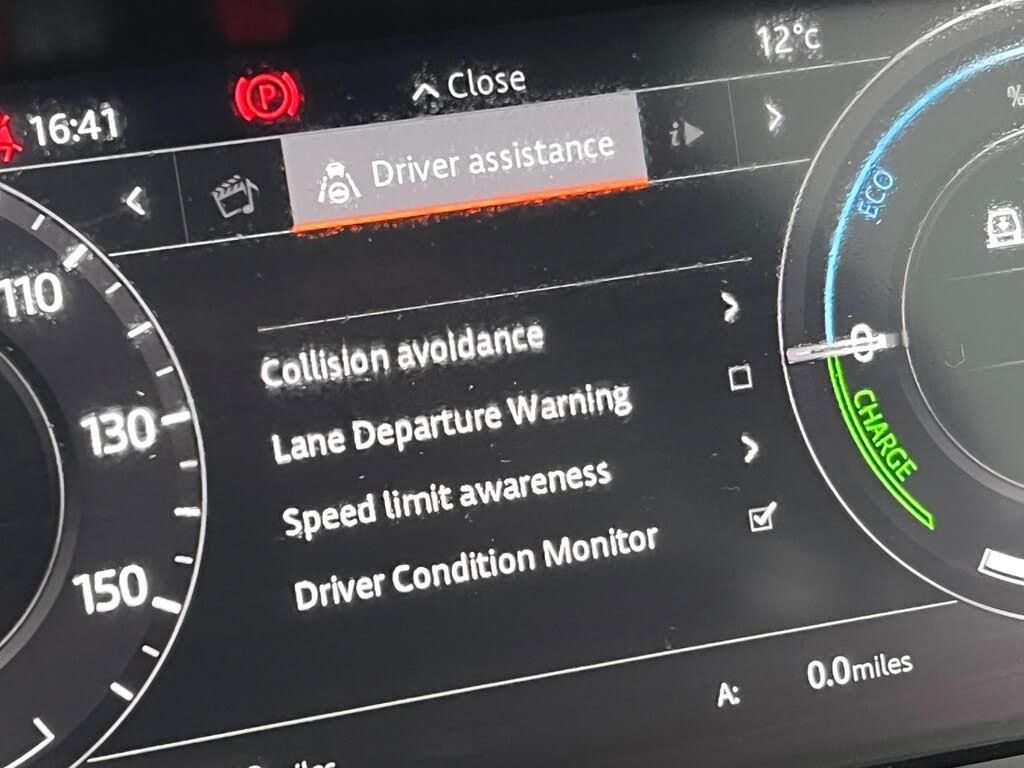 12°C
Close
16:41
P
Driver assistance
i
%
ECO
110
Collision avoidance
0
Lane Departure Warning
CHARGE
130
Speed limit awareness
Driver Condition Monitor
150
A: 0.0miles